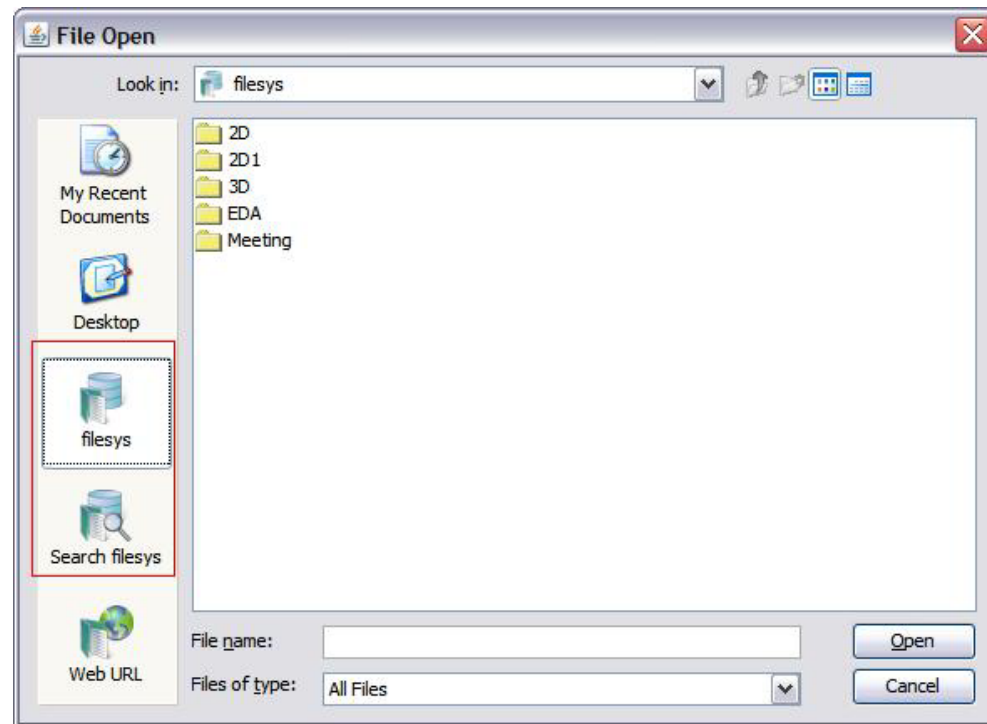 File Open
Look in:
filesys
My Recent
Documents
Desktop
filesys
Search filesys
Web URL
2D
2D1
3D
EDA
Meeting
File name:
Open
Files of type:
All Files
Cancel